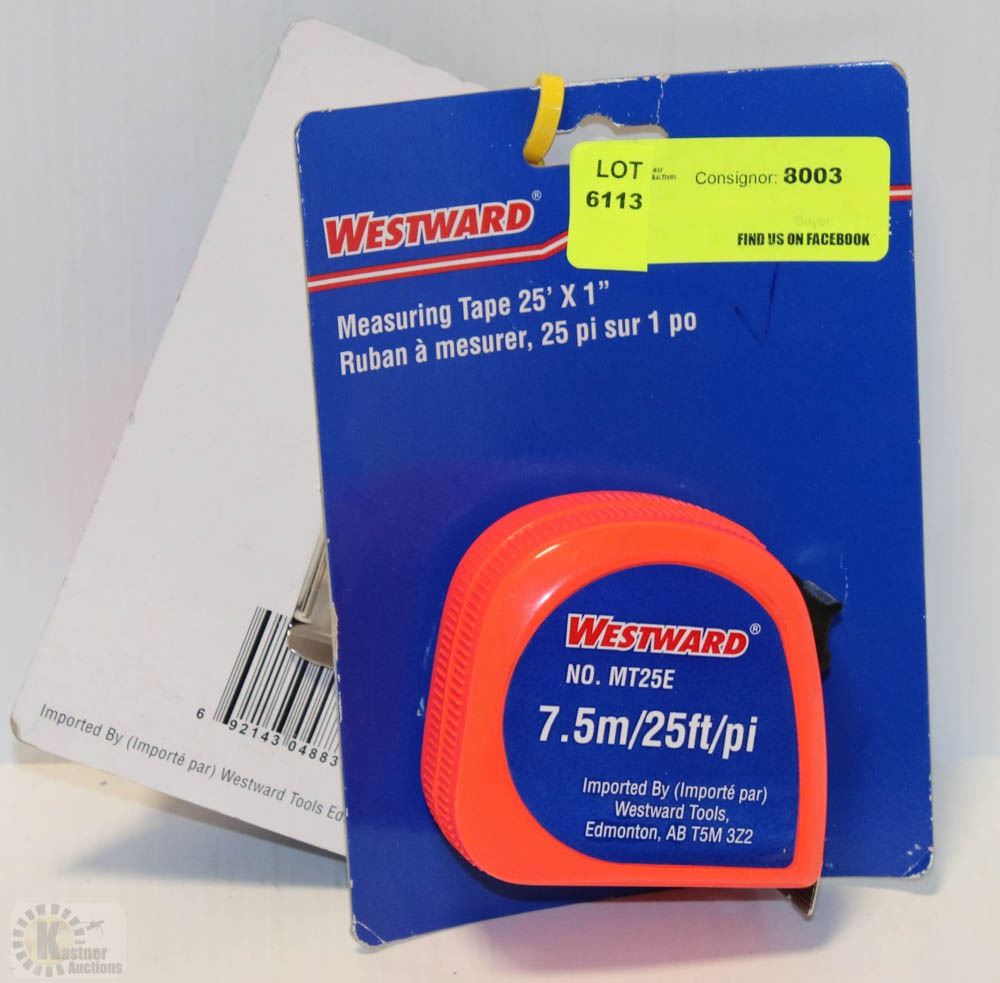 WESTWARD®
Measuring Tape 25' X 1”
Ruban à mesurer, 25 pi sur 1 po
LOT
6113
Consignor: 8003
Buyer:
FIND US ON FACEBOOK
WESTWARD®
NO. MT25E
7.5m/25ft/pi
Imported By (Importé par)
Westward Tools,
Edmonton, AB T5M 3Z2
6 92143 04883
Imported By (Importé par) Westward Tools Ed
Kastner
Auctions